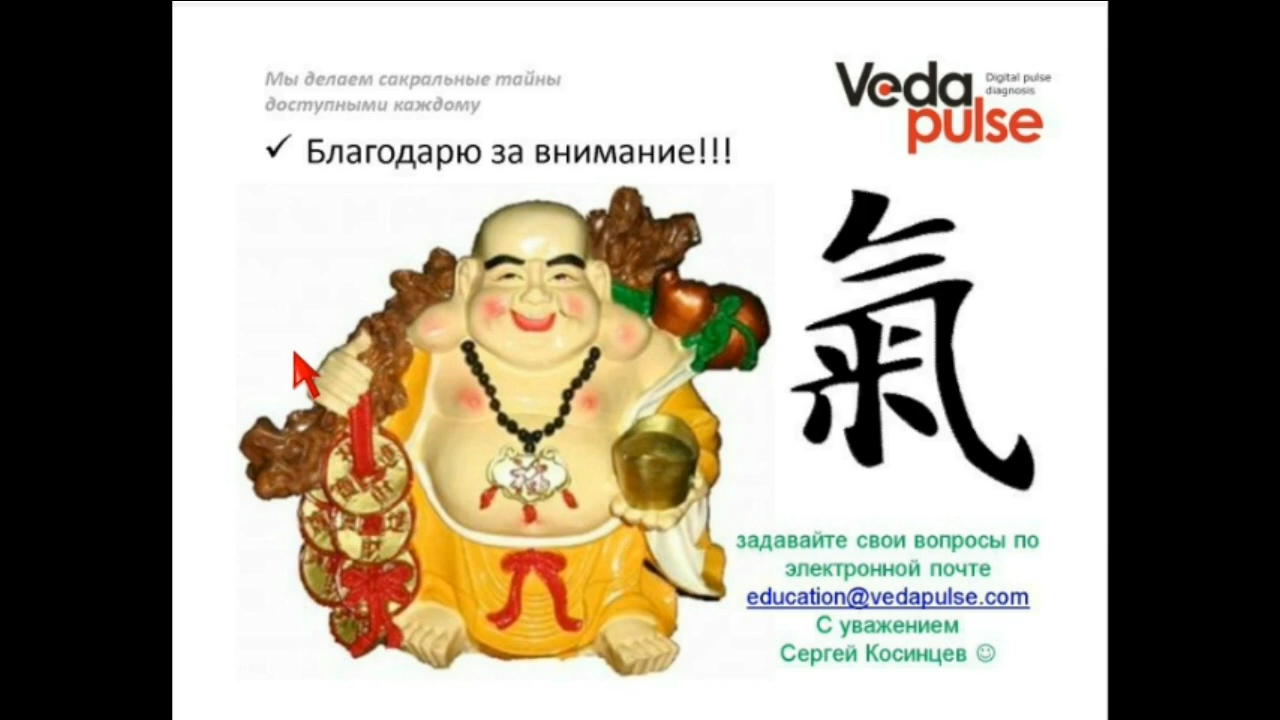 Мы делаем сакральные тайны
доступными каждому
Veda
pulse
Digital pulse
diagnosis
✓ Благодарю за внимание!!!
氣
задавайте свои вопросы по
электронной почте
education@vedapulse.com
С уважением
Сергей Косинцев ☺